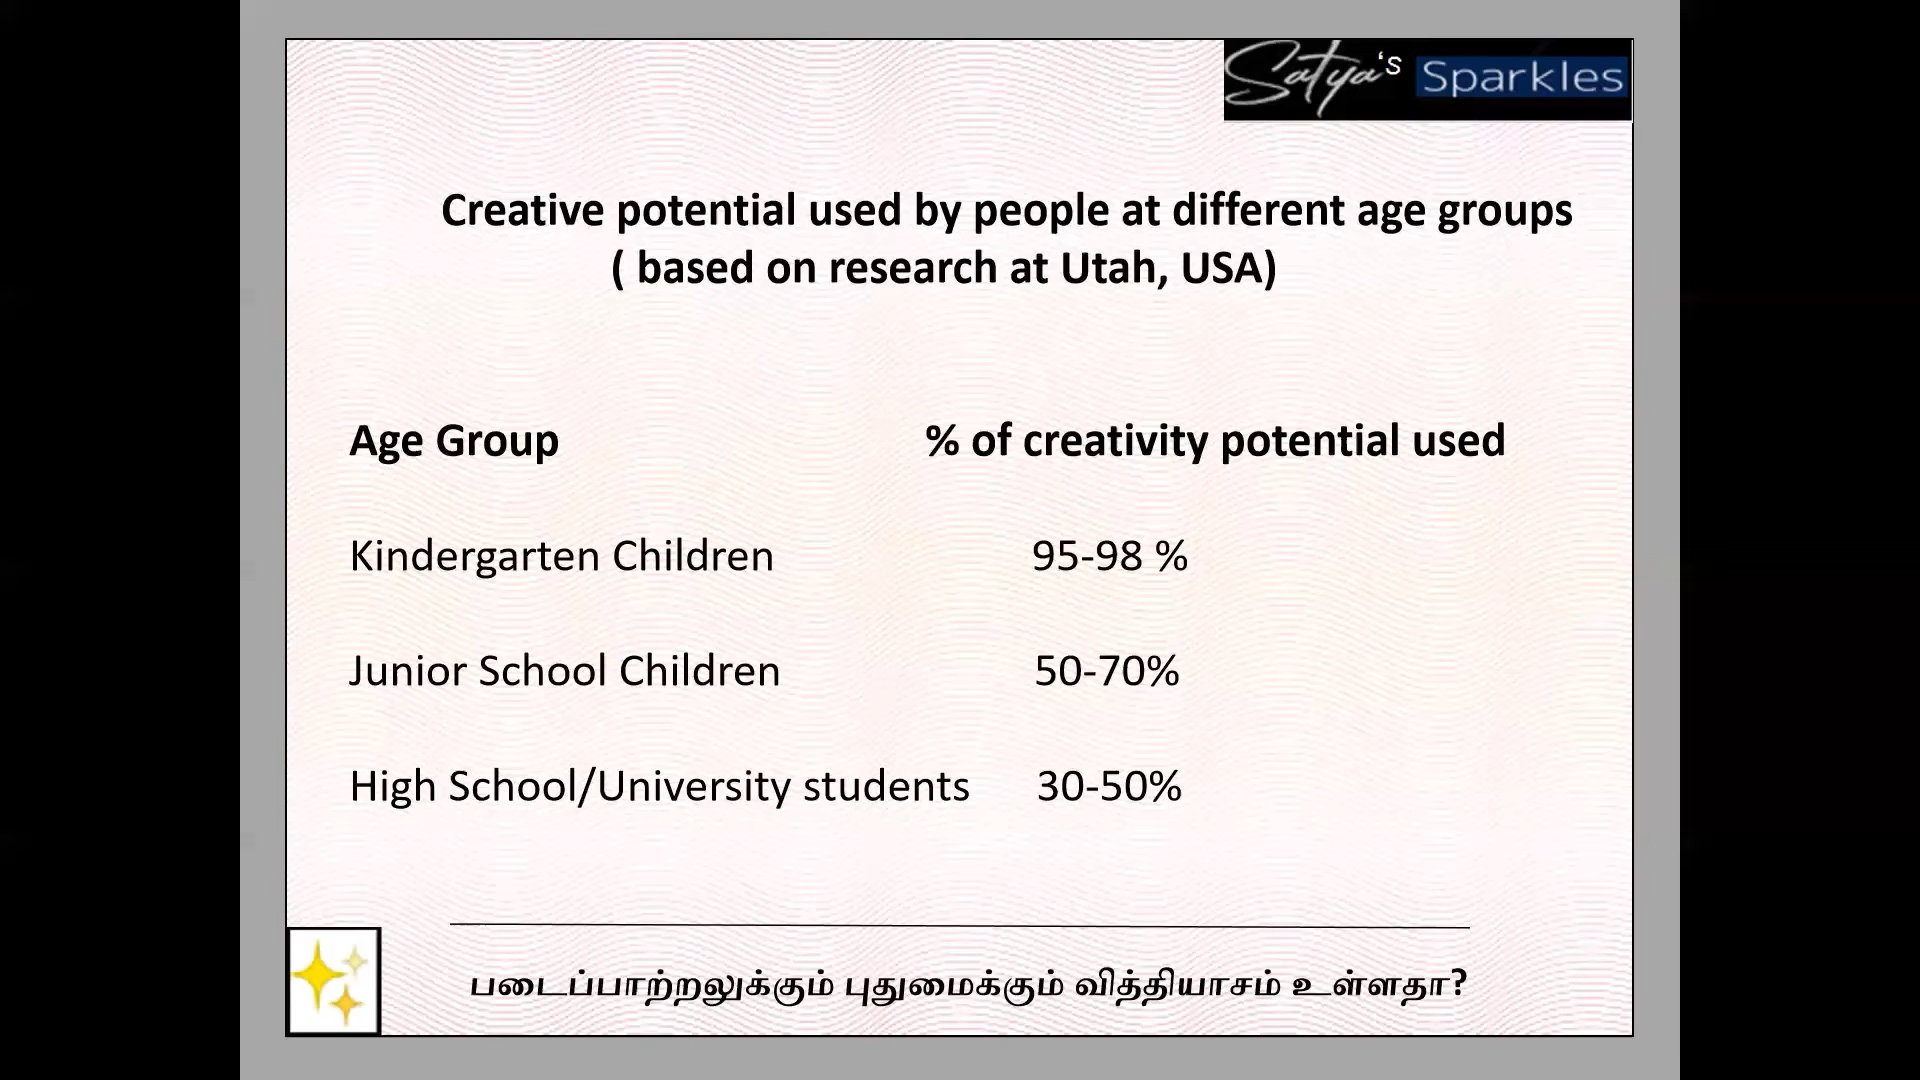 Satya's Sparkles
Creative potential used by people at different age groups
( based on research at Utah, USA)
Age Group % of creativity potential used
Kindergarten Children 95-98 %
Junior School Children 50-70%
High School/University students 30-50%
படைப்பாற்றலுக்கும் புதுமைக்கும் வித்தியாசம் உள்ளதா?